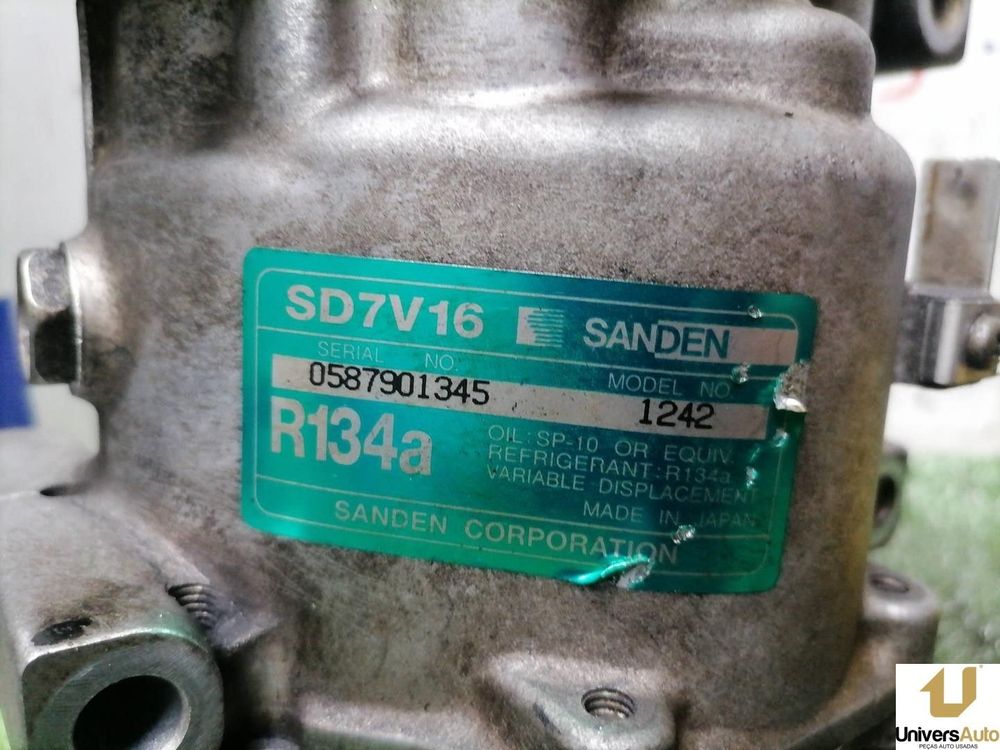 SD7V16 SANDEN
SERIAL NO.
MODEL NO
0587901345
1242
R134a
OIL: SP-10 OR EQUIV.
REFRIGERANT: R134a
VARIABLE DISPLACEMENT
MADE IN JAPAN
SANDEN CORPORATION
UniversAuto
PEÇAS AUTO USADAS